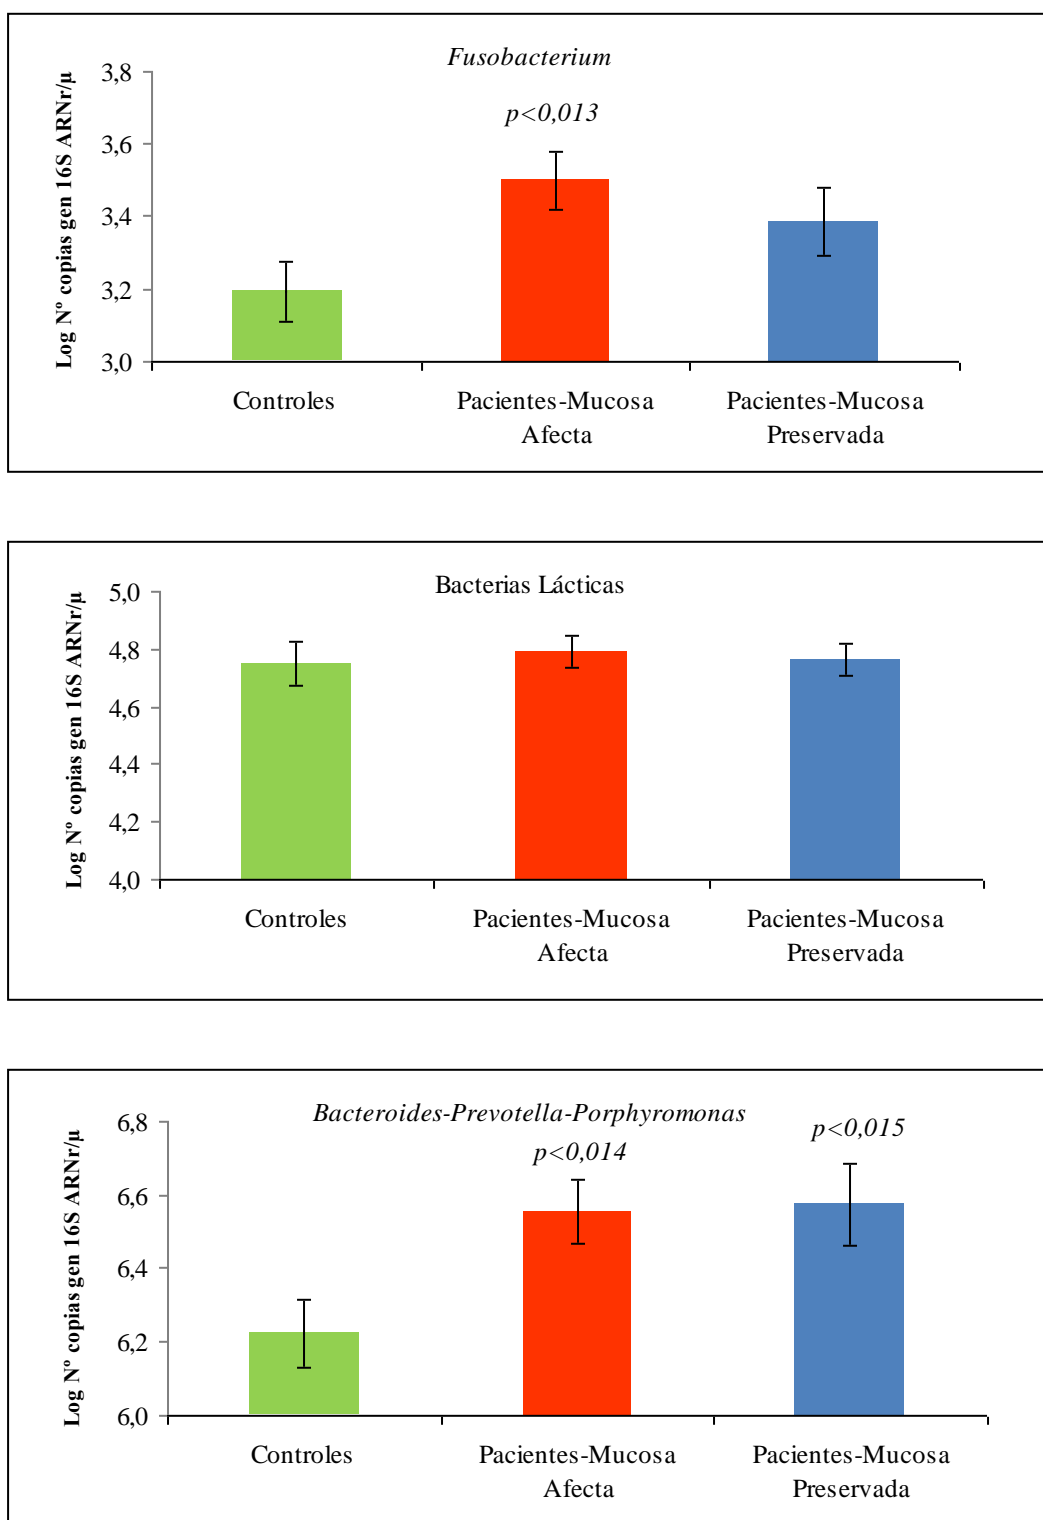 Fusobacterium
p<0,013
Log Nº copias gen 16S ARNr/µ
3,8
3,6
3,4
3,2
3,0
Controles
Pacientes-Mucosa
Afecta
Pacientes-Mucosa
Preservada
Bacterias Lácticas
Log Nº copias gen 16S ARNr/µ
5,0
4,8
4,6
4,4
4,2
4,0
Controles
Pacientes-Mucosa
Afecta
Pacientes-Mucosa
Preservada
Bacteroides-Prevotella-Porphyromonas
p<0,014
p<0,015
Log Nº copias gen 16S ARNr/µ
6,8
6,6
6,4
6,2
6,0
Controles
Pacientes-Mucosa
Afecta
Pacientes-Mucosa
Preservada